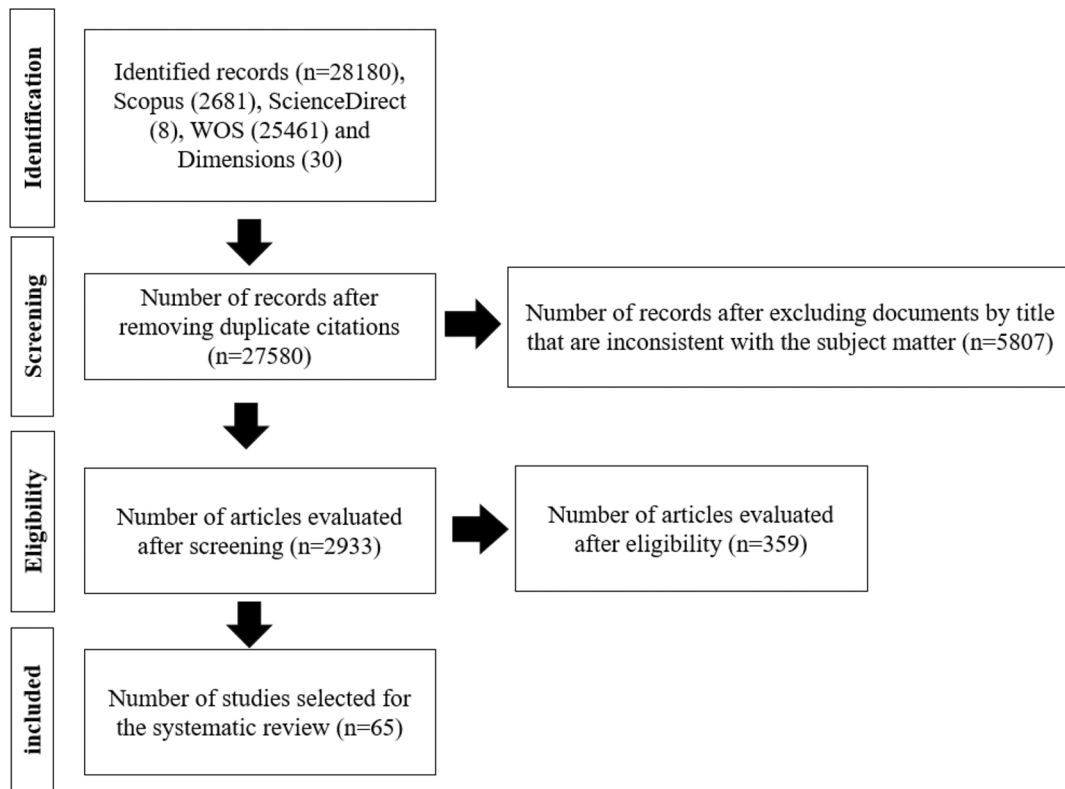 Identification
Identified records (n=28180),
Scopus (2681), ScienceDirect
(8), WOS (25461) and
Dimensions (30)
Screening
Number of records after
removing duplicate citations
(n=27580)
Number of records after excluding documents by title
that are inconsistent with the subject matter (n=5807)
Eligibility
Number of articles evaluated
after screening (n=2933)
Number of articles evaluated
after eligibility (n=359)
included
Number of studies selected for
the systematic review (n=65)